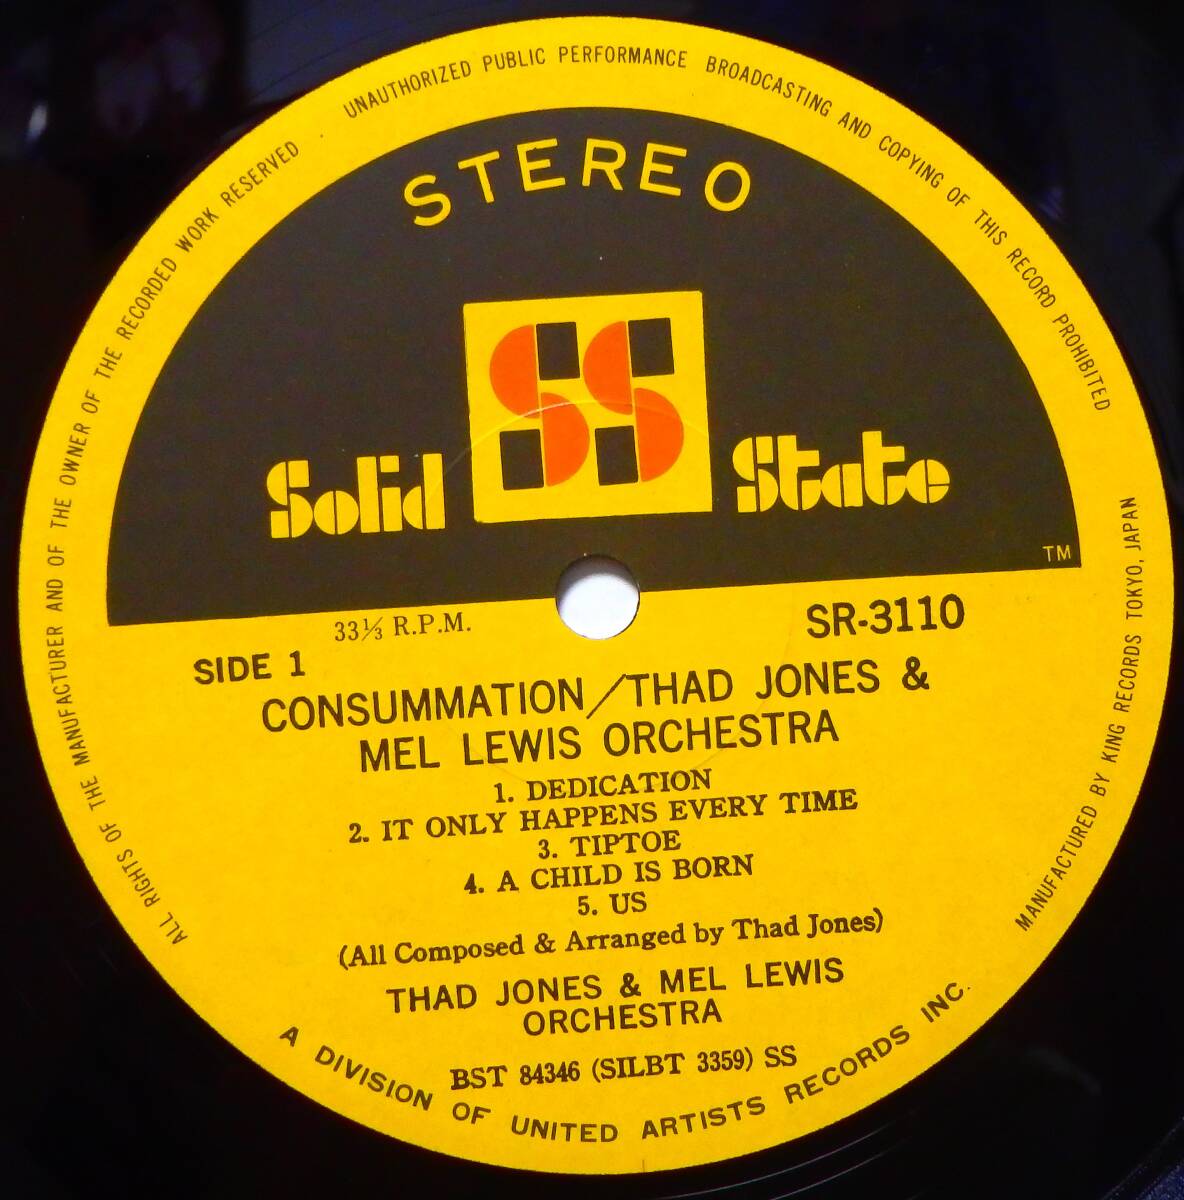 ALL RIGHTS OF THE MANUFACTURER AND OF THE OWNER OF THE RECORDED WORK RESERVED
UNAUTHORIZED PUBLIC PERFORMANCE BROADCASTING AND COPYING OF THIS RECORD PROHIBITED
STEREO
SS
Solid State
TM
33⅓ R.P.M.
SR-3110
SIDE 1
CONSUMMATION/THAD JONES &
MEL LEWIS ORCHESTRA
1. DEDICATION
2. IT ONLY HAPPENS EVERY TIME
3. TIPTOE
4. A CHILD IS BORN
5. US
(All Composed & Arranged by Thad Jones)
THAD JONES & MEL LEWIS
ORCHESTRA
BST 84346 (SILBT 3359) SS
A DIVISION OF UNITED ARTISTS RECORDS INC.
MANUFACTURED BY KING RECORDS TOKYO, JAPAN